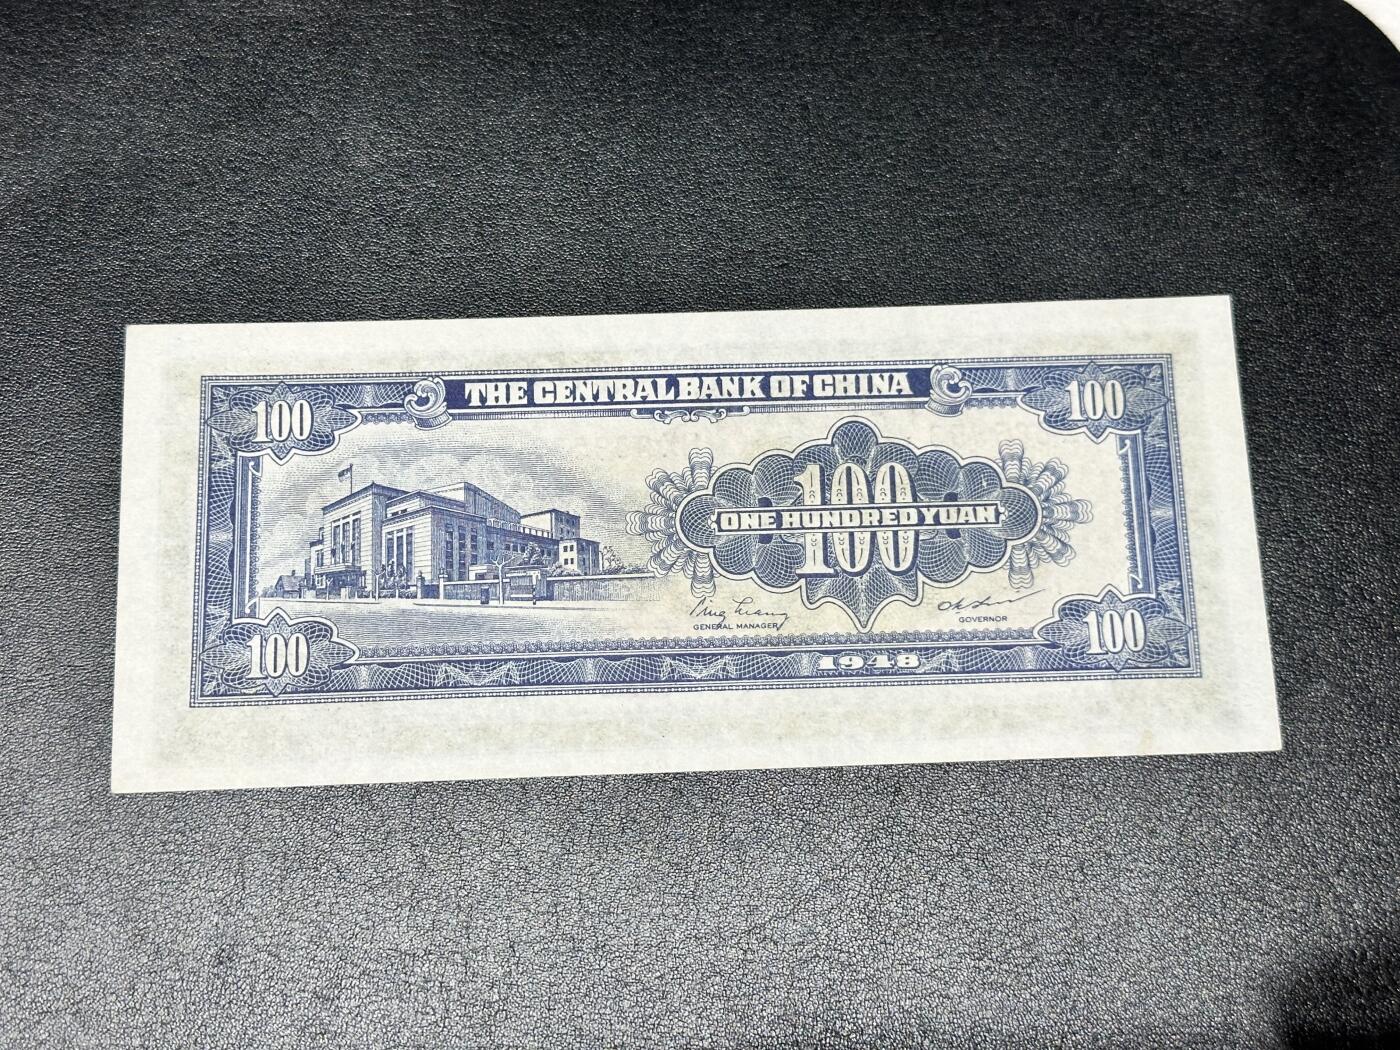 THE CENTRAL BANK OF CHINA
100 100
100
ONE HUNDRED YUAN
100
GENERAL MANAGER GOVERNOR
100 100
1948